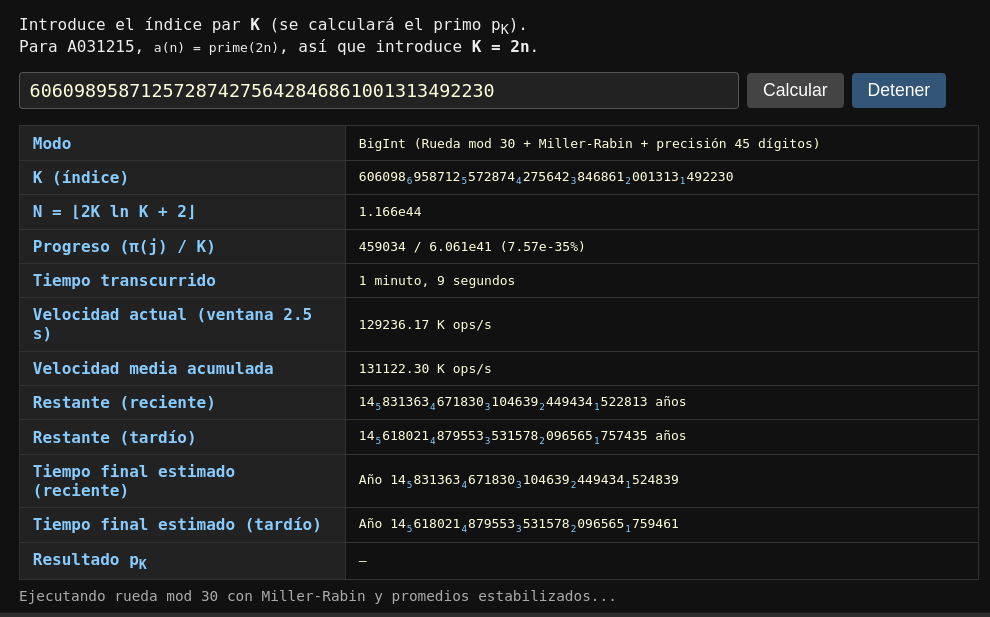 Introduce el índice par K (se calculará el primo pK).
Para A031215, a(n) = prime(2n), así que introduce K = 2n.
606098958712572874275642846861001313492230 Calcular Detener
Modo BigInt (Rueda mod 30 + Miller-Rabin + precisión 45 dígitos)
K (índice) 606098₆958712₅572874₄275642₃846861₂001313₁492230
N = ⌊2K ln K + 2⌋ 1.166e44
Progreso (π(j) / K) 459034 / 6.061e41 (7.57e-35%)
Tiempo transcurrido 1 minuto, 9 segundos
Velocidad actual (ventana 2.5
s) 129236.17 K ops/s
Velocidad media acumulada 131122.30 K ops/s
Restante (reciente) 14₅831363₄671830₃104639₂449434₁522813 años
Restante (tardío) 14₅618021₄879553₃531578₂096565₁757435 años
Tiempo final estimado
(reciente) Año 14₅831363₄671830₃104639₂449434₁524839
Tiempo final estimado (tardío) Año 14₅618021₄879553₃531578₂096565₁759461
Resultado pK –
Ejecutando rueda mod 30 con Miller-Rabin y promedios estabilizados...